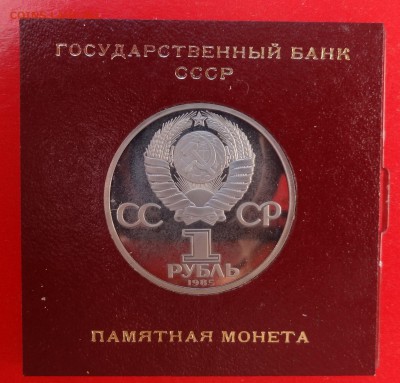 ГОСУДАРСТВЕННЫЙ БАНК
СССР
СС СР
1
РУБЛЬ
1985
ПАМЯТНАЯ МОНЕТА